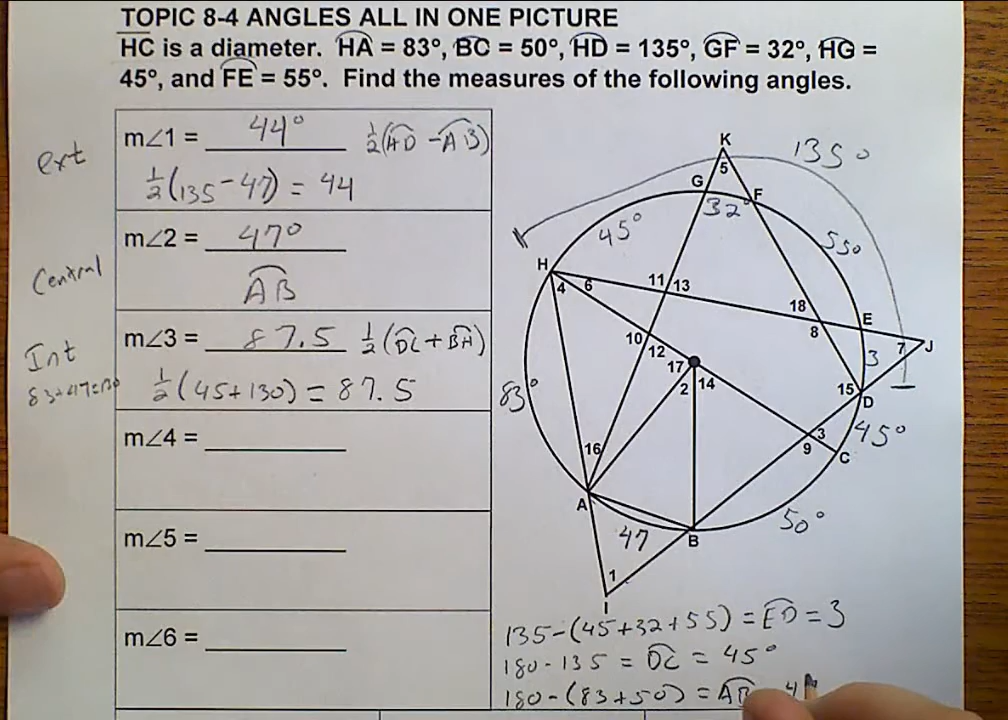 TOPIC 8-4 ANGLES ALL IN ONE PICTURE
HC is a diameter. HA = 83°, BC = 50°, HD = 135°, GF = 32°, HG =
45°, and FE = 55°. Find the measures of the following angles.
ext
m∠1 = 44° ½(HD - AB)
½(135-47) = 44
Central
m∠2 = 47°
AB
Int
83+47=130
m∠3 = 87.5 ½(DC + BH)
½(45+130) = 87.5
m∠4 =
m∠5 =
m∠6 =
K
135°
5
G
F
32°
45°
55°
H
4
6
11
13
18
8
E
7
J
10
12
17
2
14
3
15
D
83°
16
3
9
45°
C
A
47
B
50°
1
I
135-(45+32+55) = ED = 3
180-135 = DC = 45°
180-(83+50) = AB